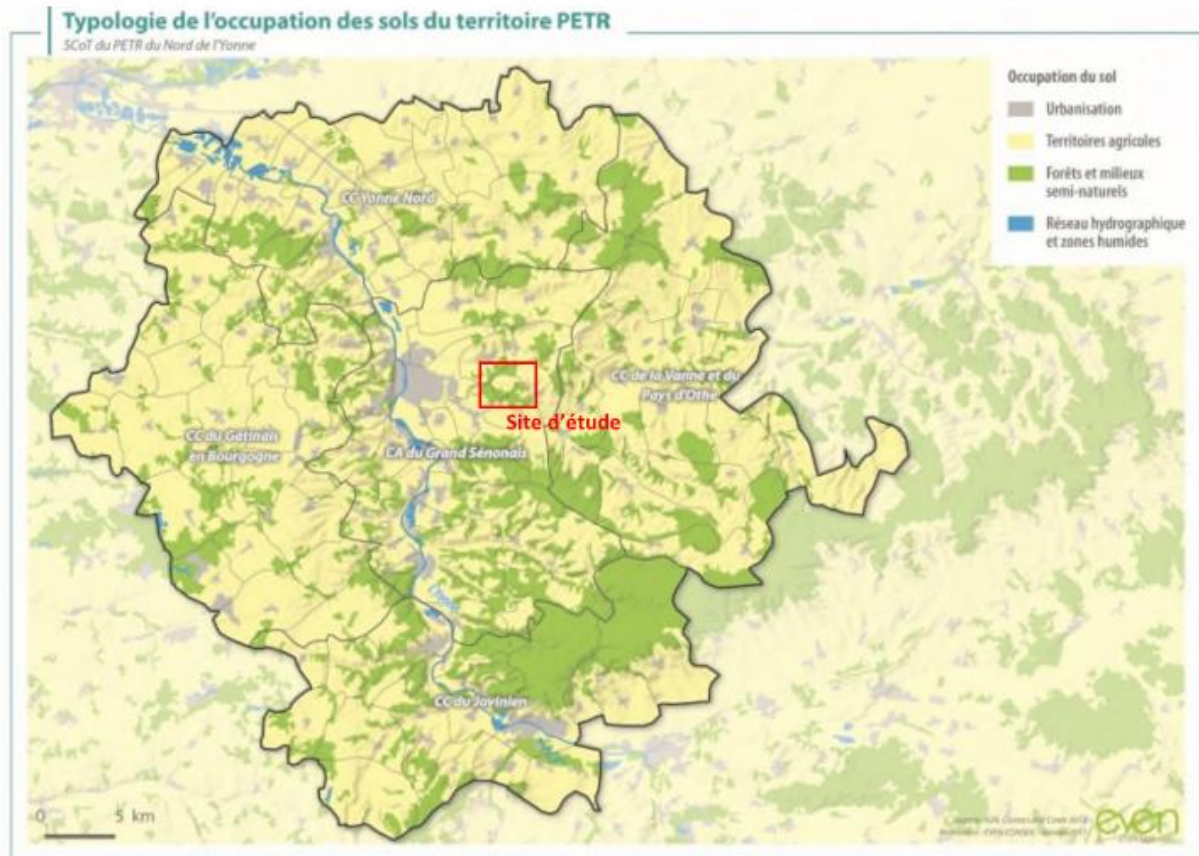 Typologie de l'occupation des sols du territoire PETR
SCoT du PETR du Nord de l'Yonne
Occupation du sol
Urbanisation
Territoires agricoles
Forêts et milieux
semi-naturels
Réseau hydrographique
et zones humides
CC Yonne Nord
CC de la Vanne et du
Pays d'Othe
Site d'étude
CC du Gâtinais
en Bourgogne
CA du Grand Sénonais
CC du Jovinien
0 5 km
even